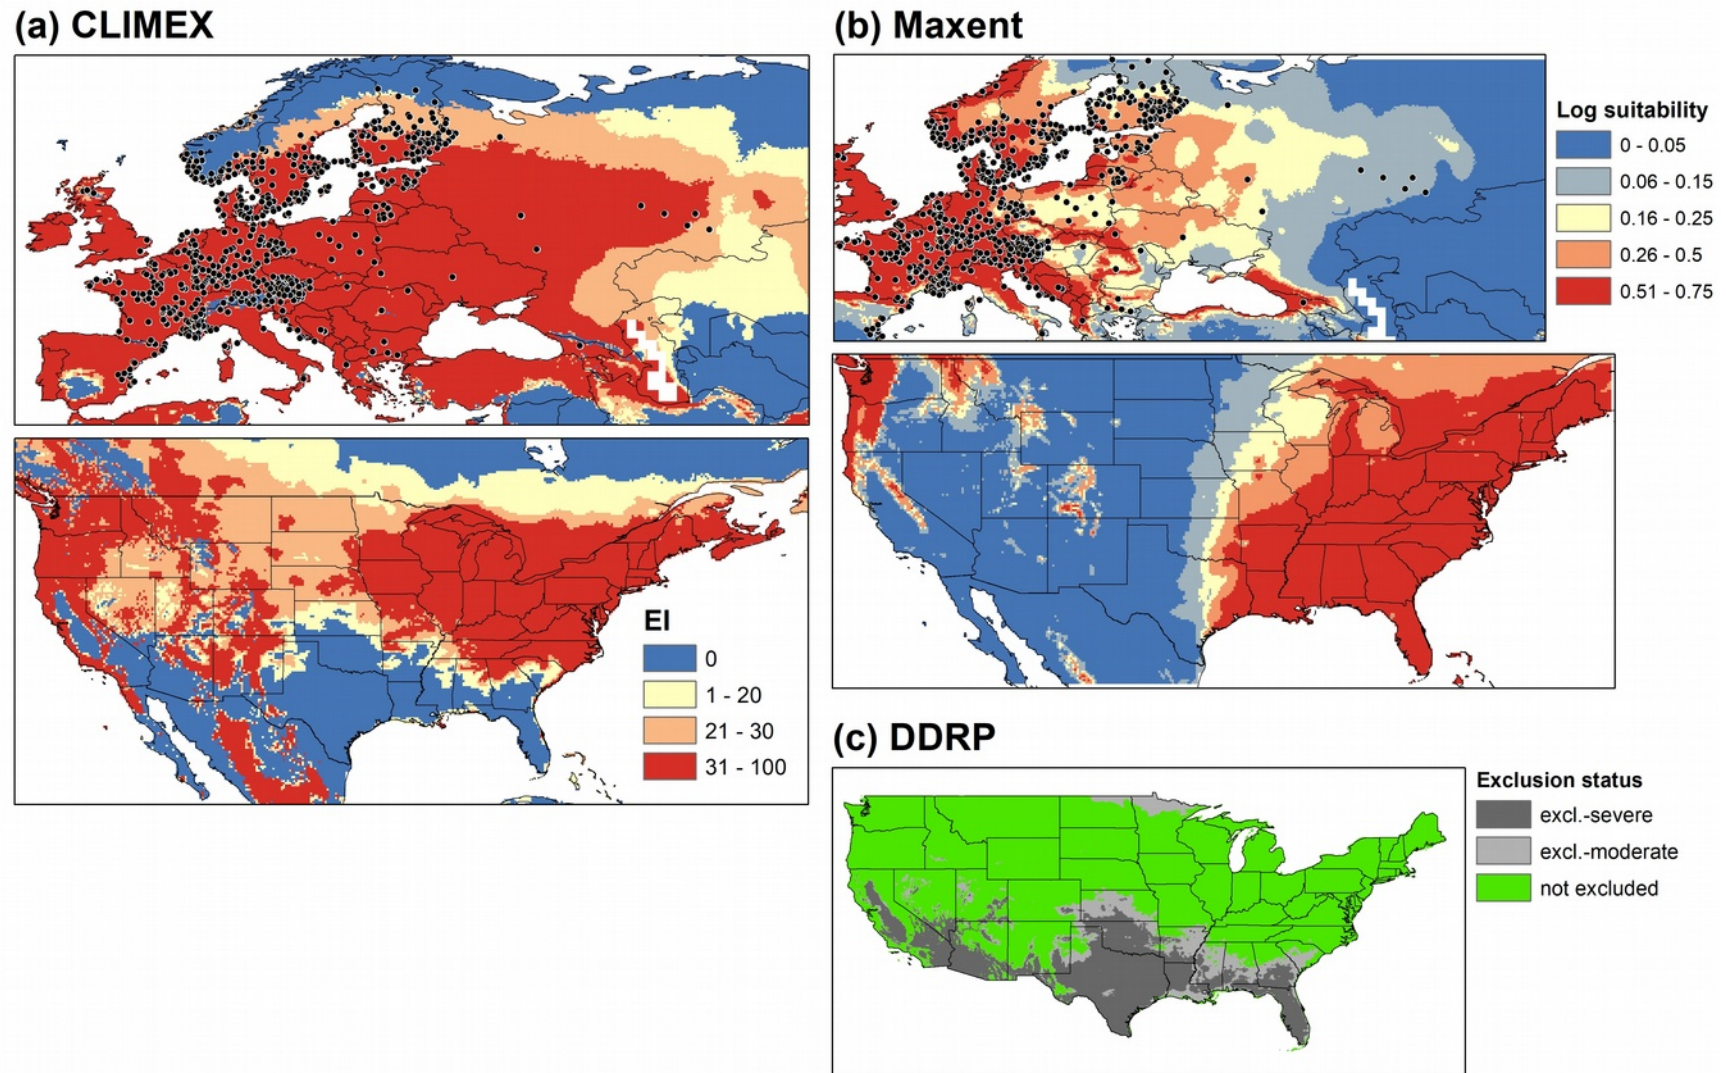 (a) CLIMEX
(b) Maxent
Log suitability
0 - 0.05
0.06 - 0.15
0.16 - 0.25
0.26 - 0.5
0.51 - 0.75
EI
0
1 - 20
21 - 30
31 - 100
(c) DDRP
Exclusion status
excl.-severe
excl.-moderate
not excluded